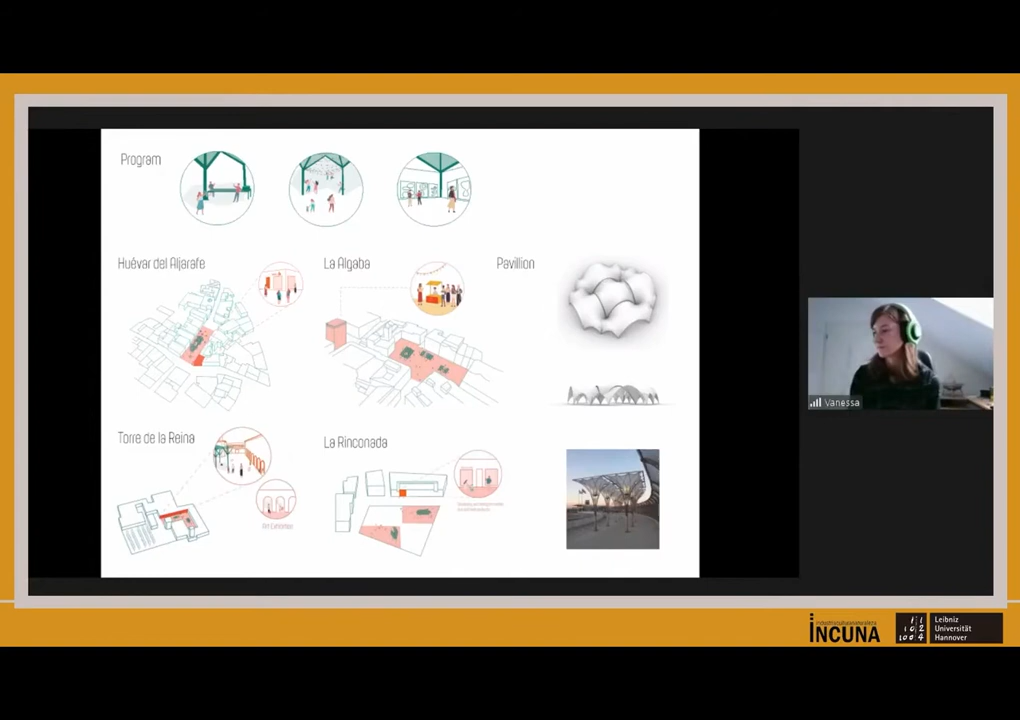 Program
Huévar del Aljarafe
La Algaba
Pavillion
Torre de la Reina
La Rinconada
Vanessa
INCUNA
Leibniz
Universität
Hannover